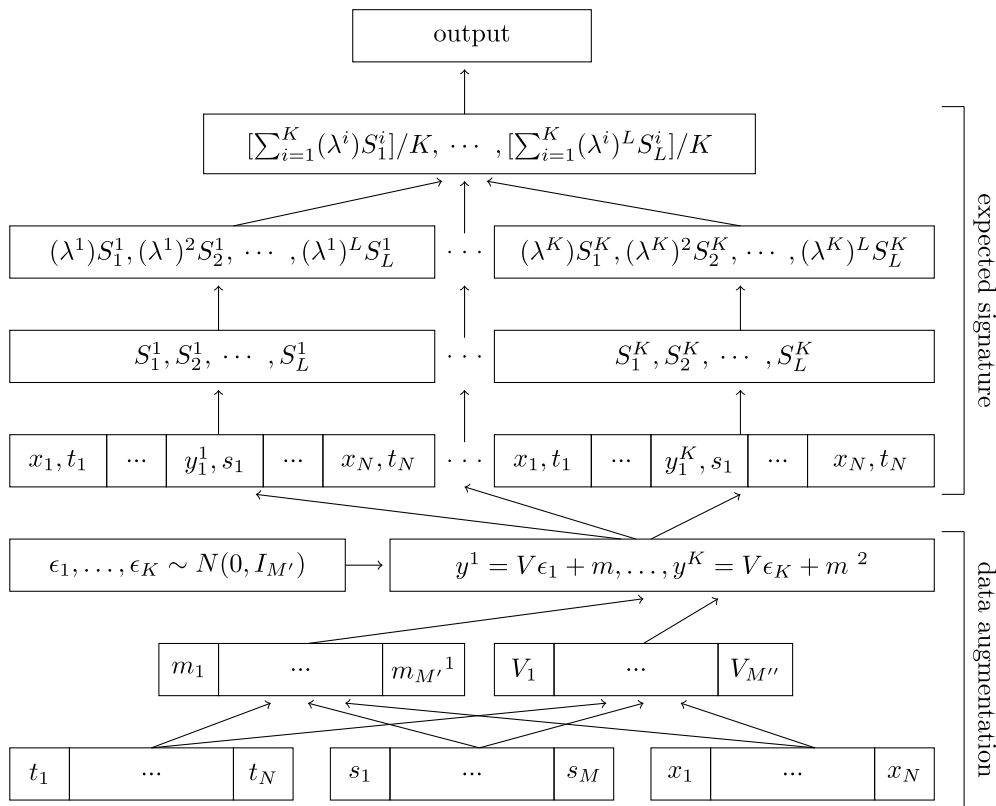 output
[∑_{i=1}^{K}(λ^i)S_1^i]/K, ··· ,[∑_{i=1}^{K}(λ^i)^L S_L^i]/K
(λ^1)S_1^1, (λ^1)^2 S_2^1, ··· , (λ^1)^L S_L^1 ··· (λ^K)S_1^K, (λ^K)^2 S_2^K, ··· , (λ^K)^L S_L^K
expected signature
S_1^1, S_2^1, ··· , S_L^1 ··· S_1^K, S_2^K, ··· , S_L^K
x_1, t_1 ... y_1^1, s_1 ... x_N, t_N ··· x_1, t_1 ... y_1^K, s_1 ... x_N, t_N
ϵ_1, . . . , ϵ_K ∼ N(0, I_{M′}) y^1 = Vϵ_1 + m, . . . , y^K = Vϵ_K + m ^2
data augmentation
m_1 ... m_{M′}^1 V_1 ... V_{M′′}
t_1 ... t_N s_1 ... s_M x_1 ... x_N